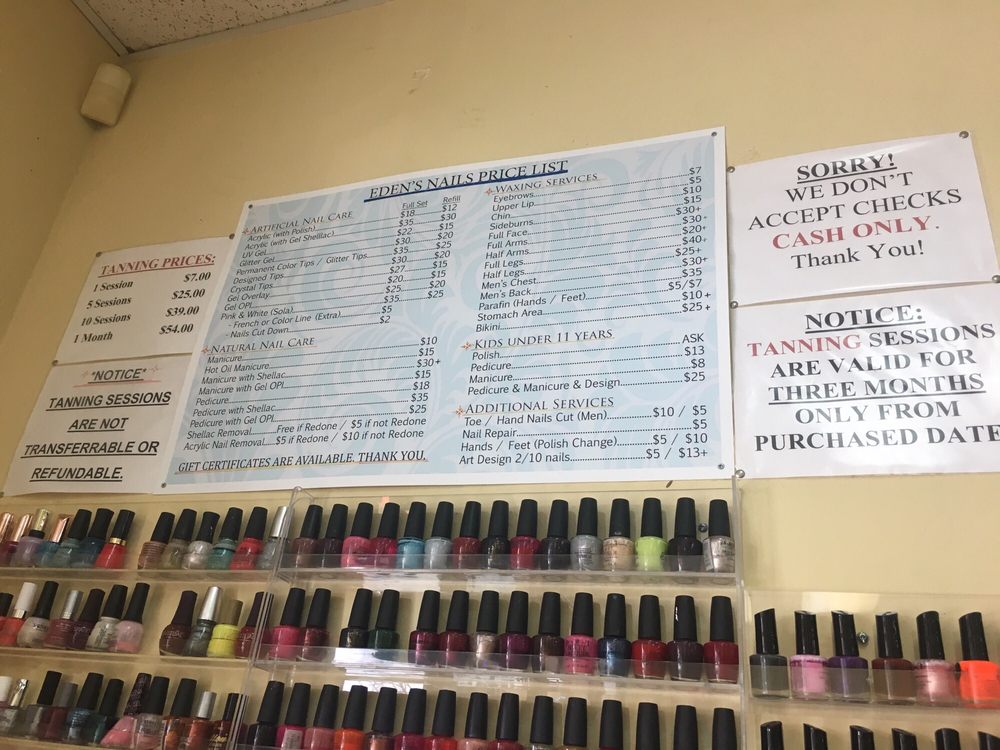 TANNING PRICES:
1 Session $7.00
5 Sessions $25.00
10 Sessions $39.00
1 Month $54.00
*NOTICE*
TANNING SESSIONS
ARE NOT
TRANSFERRABLE OR
REFUNDABLE.
EDEN'S NAILS PRICE LIST
ARTIFICIAL NAIL CARE Full Set Refill
Acrylic (with Polish) $18 $12
Acrylic (with Gel Shelllac) $35 $30
UV Gel $22 $15
Glitter Gel $30 $20
Permanent Color Tips / Glitter Tips $35 $25
Designed Tips $30 $20
Crystal Tips $27 $15
Gel Overlay $20 $15
Gel OPI $25 $20
Pink & White (Sola) $35 $25
- French or Color Line (Extra) $5
- Nails Cut Down $2
NATURAL NAIL CARE
Manicure $10
Hot Oil Manicure $15
Manicure with Shellac $30+
Manicure with Gel OPI $15
Pedicure $18
Pedicure with Shellac $35
Pedicure with Gel OPI $25
Shellac Removal Free if Redone / $5 if not Redone
Acrylic Nail Removal $5 if Redone / $10 if not Redone
GIFT CERTIFICATES ARE AVAILABLE. THANK YOU.
WAXING SERVICES
Eyebrows $7
Upper Lip $5
Chin $10
Sideburns $15
Full Face $30+
Full Arms $30+
Half Arms $20+
Full Legs $40+
Half Legs $25+
Men's Chest $30+
Men's Back $35
Parafin (Hands / Feet) $5/$7
Stomach Area $10+
Bikini $25+
KIDS UNDER 11 YEARS
Polish ASK
Pedicure $13
Manicure $8
Pedicure & Manicure & Design $25
ADDITIONAL SERVICES
Toe / Hand Nails Cut (Men) $10 / $5
Nail Repair $5
Hands / Feet (Polish Change) $5 / $10
Art Design 2/10 nails $5 / $13+
SORRY!
WE DON'T
ACCEPT CHECKS
CASH ONLY.
Thank You!
NOTICE:
TANNING SESSIONS
ARE VALID FOR
THREE MONTHS
ONLY FROM
PURCHASED DATE